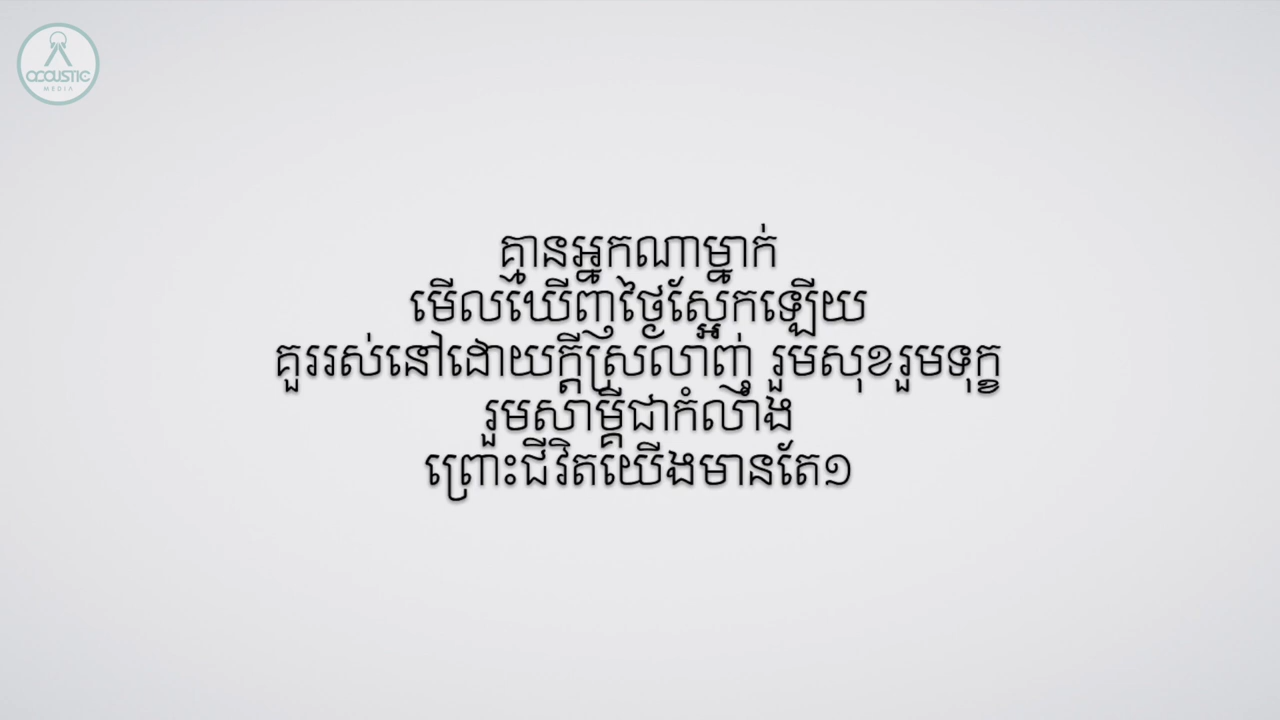 ACOUSTIC
MEDIA
គ្មានអ្នកណាម្នាក់
មើលឃើញថ្ងៃស្អែកឡើយ
គួររស់នៅដោយក្ដីស្រលាញ់ រួមសុខរួមទុក្ខ
រួមសាម្គីជាកំលាំង
ព្រោះជីវិតយើងមានតែ១